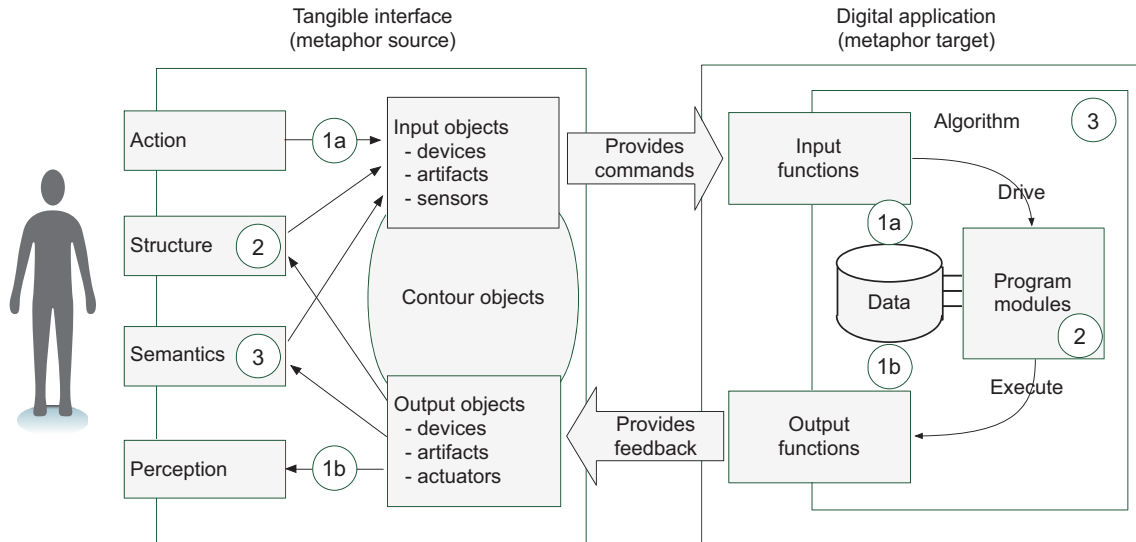 Tangible interface
(metaphor source)
Digital application
(metaphor target)
Action
1a
Input objects
- devices
- artifacts
- sensors
Provides
commands
Input
functions
Algorithm
3
Drive
Structure
2
1a
Contour objects
Data
Program
modules
2
Semantics
3
1b
Execute
Output objects
- devices
- artifacts
- actuators
Provides
feedback
Output
functions
Perception
1b